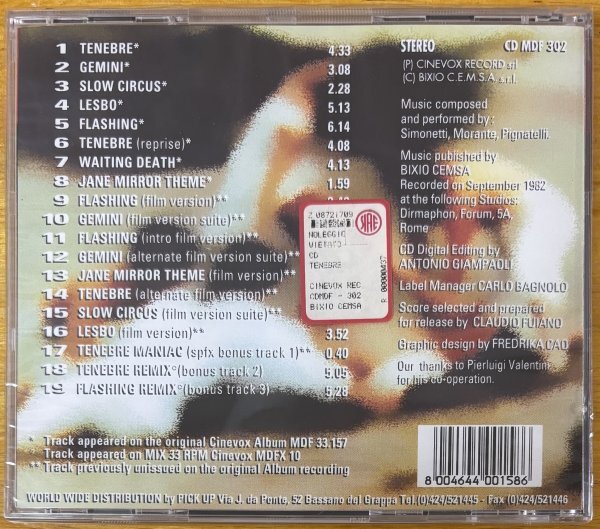 1 TENEBRE* 4.33
2 GEMINI* 3.08
3 SLOW CIRCUS* 2.28
4 LESBO* 5.13
5 FLASHING* 6.14
6 TENEBRE (reprise)* 4.08
7 WAITING DEATH* 4.13
8 JANE MIRROR THEME* 1.59
9 FLASHING (film version)**
10 GEMINI (film version suite)**
11 FLASHING (intro film version)**
12 GEMINI (alternate film version suite)**
13 JANE MIRROR THEME (film version)**
14 TENEBRE (alternate film version)**
15 SLOW CIRCUS (film version suite)**
16 LESBO (film version)** 3.52
17 TENEBRE MANIAC (spfx bonus track 1)** 0.40
18 TENEBRE REMIX*(bonus track 2) 5.05
19 FLASHING REMIX*(bonus track 3) 5.28
* Track appeared on the original Cinevox Album MDF 33.157
Track appeared on MIX 33 RPM Cinevox MDFX 10
** Track previously unissued on the original Album recording
WORLD WIDE DISTRIBUTION by PICK UP Via J. da Ponte, 52 Bassano del Grappa Tel.(0)424/521445 - Fax (0)424/521446
Z 08721709
NOLEGGIO
VIETATO
CD
TENEBRE
CINEVOX REC
CDMDF - 302
BIXIO CEMSA
STEREO CD MDF 302
(P) CINEVOX RECORD srl
(C) BIXIO C.E.M.S.A. s.r.l.
Music composed
and performed by :
Simonetti, Morante, Pignatelli.
Music published by
BIXIO CEMSA
Recorded on September 1982
at the following Studios:
Dirmaphon, Forum, 5A,
Rome
CD Digital Editing by
ANTONIO GIAMPAOLI
Label Manager CARLO BAGNOLO
Score selected and prepared
for release by CLAUDIO FUIANO
Graphic design by FREDRIKA CAO
Our thanks to Pierluigi Valentini
for his co-operation.
8 004644 001586